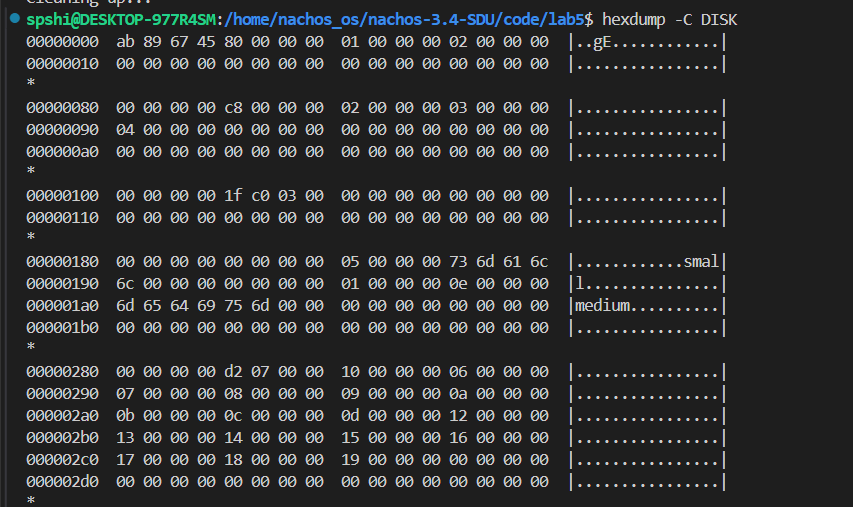 Cleaning up...
spshi@DESKTOP-977R4SM:/home/nachos_os/nachos-3.4-SDU/code/lab5$ hexdump -C DISK
00000000  ab 89 67 45 80 00 00 00  01 00 00 00 02 00 00 00  |..gE............|
00000010  00 00 00 00 00 00 00 00  00 00 00 00 00 00 00 00  |................|
*
00000080  00 00 00 00 c8 00 00 00  02 00 00 00 03 00 00 00  |................|
00000090  04 00 00 00 00 00 00 00  00 00 00 00 00 00 00 00  |................|
000000a0  00 00 00 00 00 00 00 00  00 00 00 00 00 00 00 00  |................|
*
00000100  00 00 00 00 1f c0 03 00  00 00 00 00 00 00 00 00  |................|
00000110  00 00 00 00 00 00 00 00  00 00 00 00 00 00 00 00  |................|
*
00000180  00 00 00 00 00 00 00 00  05 00 00 00 73 6d 61 6c  |............smal|
00000190  6c 00 00 00 00 00 00 00  01 00 00 00 0e 00 00 00  |l...............|
000001a0  6d 65 64 69 75 6d 00 00  00 00 00 00 00 00 00 00  |medium..........|
000001b0  00 00 00 00 00 00 00 00  00 00 00 00 00 00 00 00  |................|
*
00000280  00 00 00 00 d2 07 00 00  10 00 00 00 06 00 00 00  |................|
00000290  07 00 00 00 08 00 00 00  09 00 00 00 0a 00 00 00  |................|
000002a0  0b 00 00 00 0c 00 00 00  0d 00 00 00 12 00 00 00  |................|
000002b0  13 00 00 00 14 00 00 00  15 00 00 00 16 00 00 00  |................|
000002c0  17 00 00 00 18 00 00 00  19 00 00 00 00 00 00 00  |................|
000002d0  00 00 00 00 00 00 00 00  00 00 00 00 00 00 00 00  |................|
*